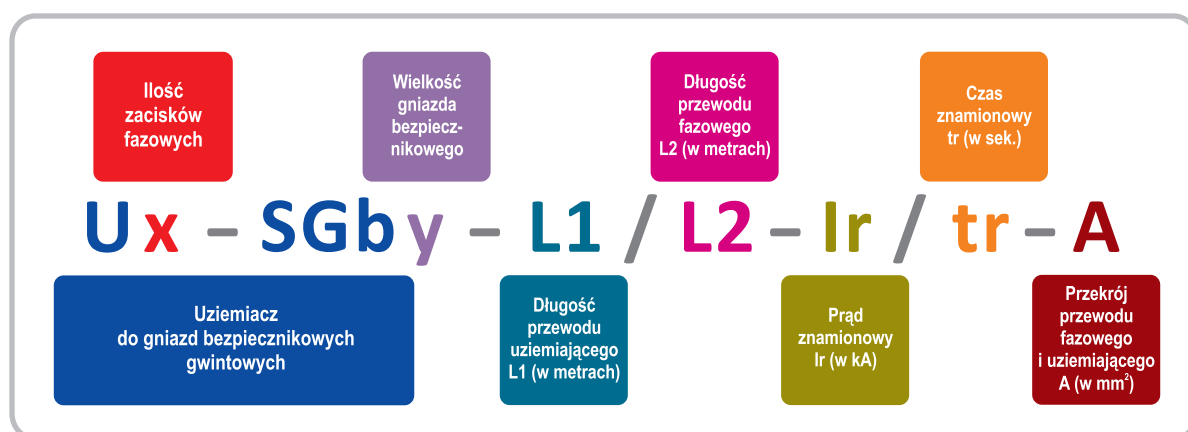 Ilość
zacisków
fazowych
Wielkość
gniazda
bezpiecz-
nikowego
Długość
przewodu
fazowego
L2 (w metrach)
Czas
znamionowy
tr (w sek.)
Ux – SGby – L1 / L2 – Ir / tr – A
Uziemiacz
do gniazd bezpiecznikowych
gwintowych
Długość
przewodu
uziemiającego
L1 (w metrach)
Prąd
znamionowy
Ir (w kA)
Przekrój
przewodu
fazowego
i uziemiającego
A (w mm²)